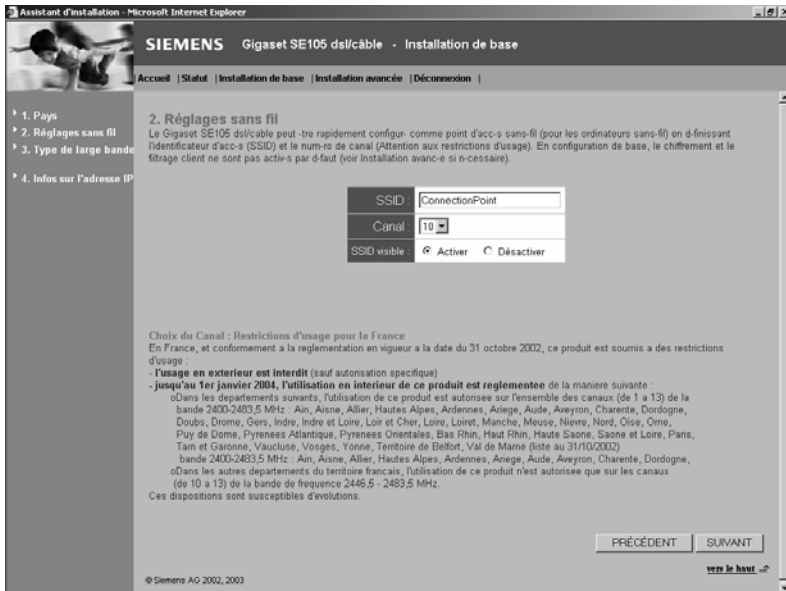 Assistant d'installation - Microsoft Internet Explorer
SIEMENS Gigaset SE105 dsl/câble - Installation de base
| Accueil | Statut | Installation de base | Installation avancée | Déconnexion |
1. Pays
2. Réglages sans fil
3. Type de large bande
4. Infos sur l'adresse IP
2. Réglages sans fil
Le Gigaset SE105 dsl/cable peut -tre rapidement configur- comme point d'acc-s sans-fil (pour les ordinateurs sans-fil) en d-finissant
l'identificateur d'acc-s (SSID) et le num-ro de canal (Attention aux restrictions d'usage). En configuration de base, le chiffrement et le
filtrage client ne sont pas activ-s par d-faut (voir Installation avanc-e si n-cessaire).
SSID : ConnectionPoint
Canal : 10
SSID visible : Activer Désactiver
Choix du Canal : Restrictions d'usage pour la France
En France, et conformement a la reglementation en vigueur a la date du 31 octobre 2002, ce produit est soumis a des restrictions
d'usage :
- l'usage en exterieur est interdit (sauf autorisation specifique)
- jusqu'au 1er janvier 2004, l'utilisation en interieur de ce produit est reglementee de la maniere suivante :
oDans les departements suivants, l'utilisation de ce produit est autorisee sur l'ensemble des canaux (de 1 a 13) de la
bande 2400-2483,5 MHz : Ain, Aisne, Allier, Hautes Alpes, Ardennes, Ariege, Aude, Aveyron, Charente, Dordogne,
Doubs, Drome, Gers, Indre, Indre et Loire, Loir et Cher, Loire, Loiret, Manche, Meuse, Nievre, Nord, Oise, Orne,
Puy de Dome, Pyrenees Atlantique, Pyrenees Orientales, Bas Rhin, Haut Rhin, Haute Saone, Saone et Loire, Paris,
Tarn et Garonne, Vaucluse, Vosges, Yonne, Territoire de Belfort, Val de Marne (liste au 31/10/2002)
bande 2400-2483,5 MHz : Ain, Aisne, Allier, Hautes Alpes, Ardennes, Ariege, Aude, Aveyron, Charente, Dordogne,
oDans les autres departements du territoire francais, l'utilisation de ce produit n'est autorisee que sur les canaux
(de 10 a 13) de la bande de frequence 2446,5 - 2483,5 MHz.
Ces dispositions sont susceptibles d'evolutions.
PRÉCÉDENT SUIVANT
vers le haut
© Siemens AG 2002, 2003